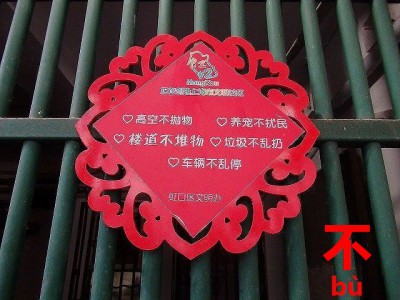 HongKou
高空不抛物 养宠不扰民
楼道不堆物 垃圾不乱扔
车辆不乱停
虹口区文明办
不
bù